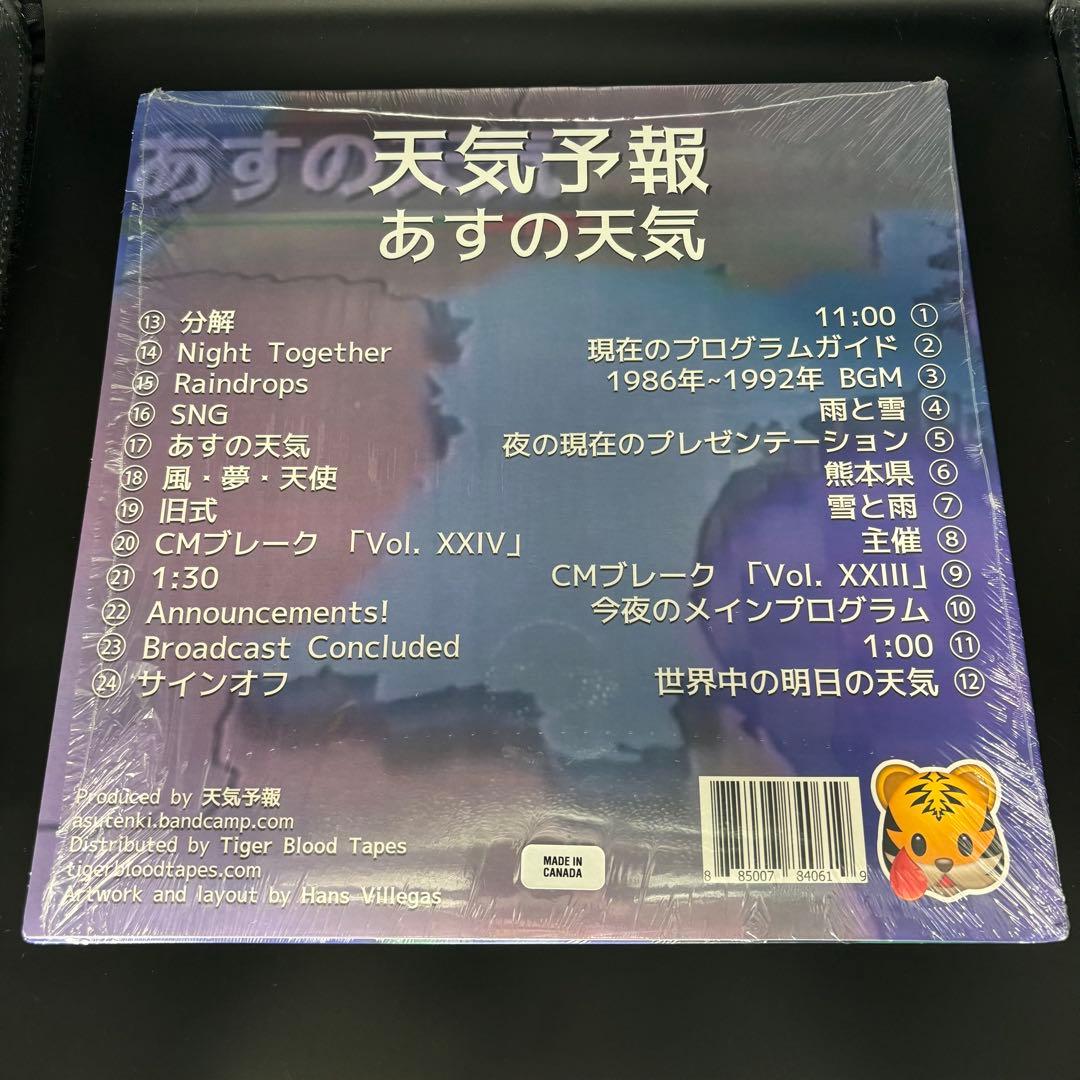 あすの天気
天気予報
あすの天気
11:00 ①
現在のプログラムガイド ②
1986年~1992年 BGM ③
雨と雪 ④
夜の現在のプレゼンテーション ⑤
熊本県 ⑥
雪と雨 ⑦
主催 ⑧
CMブレーク 「Vol. XXIII」 ⑨
今夜のメインプログラム ⑩
1:00 ⑪
世界中の明日の天気 ⑫
⑬ 分解
⑭ Night Together
⑮ Raindrops
⑯ SNG
⑰ あすの天気
⑱ 風・夢・天使
⑲ 旧式
⑳ CMブレーク 「Vol. XXIV」
㉑ 1:30
㉒ Announcements!
㉓ Broadcast Concluded
㉔ サインオフ
Produced by 天気予報
asutenki.bandcamp.com
Distributed by Tiger Blood Tapes
tigerbloodtapes.com
Artwork and layout by Hans Villegas
MADE IN
CANADA
8 85007 84061 9